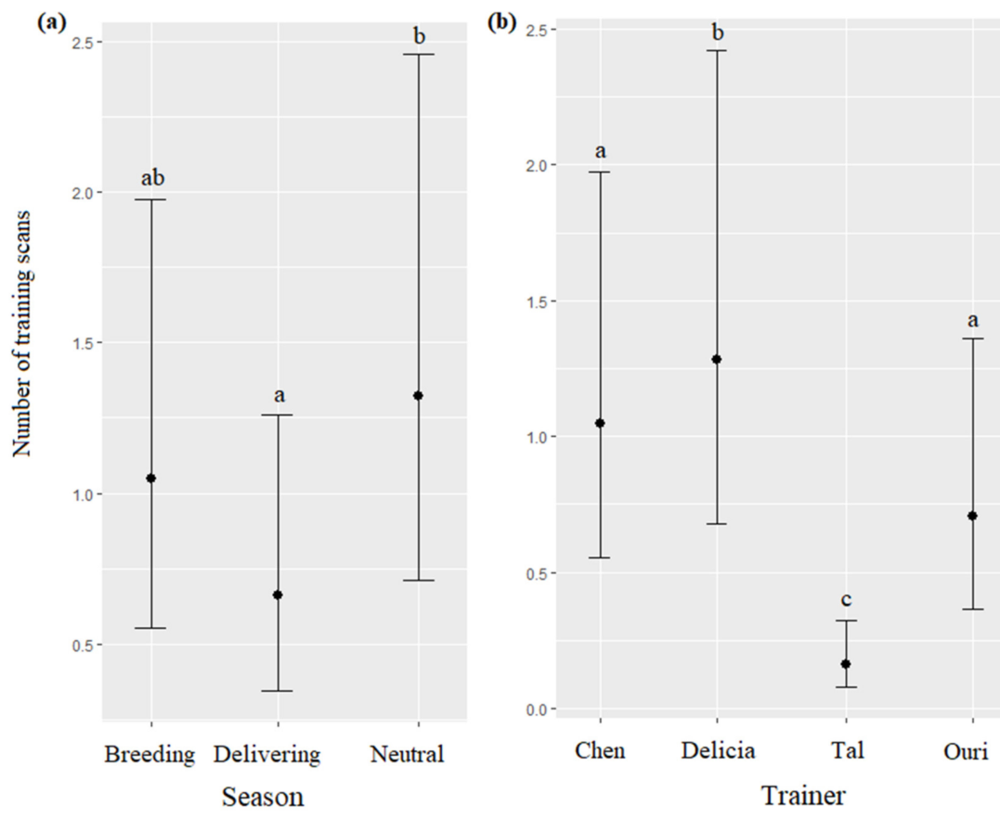 (a)
Number of training scans
2.5
2.0
1.5
1.0
0.5
ab
a
b
Breeding Delivering Neutral
Season
(b)
2.5
2.0
1.5
1.0
0.5
0.0
a
b
c
a
Chen Delicia Tal Ouri
Trainer